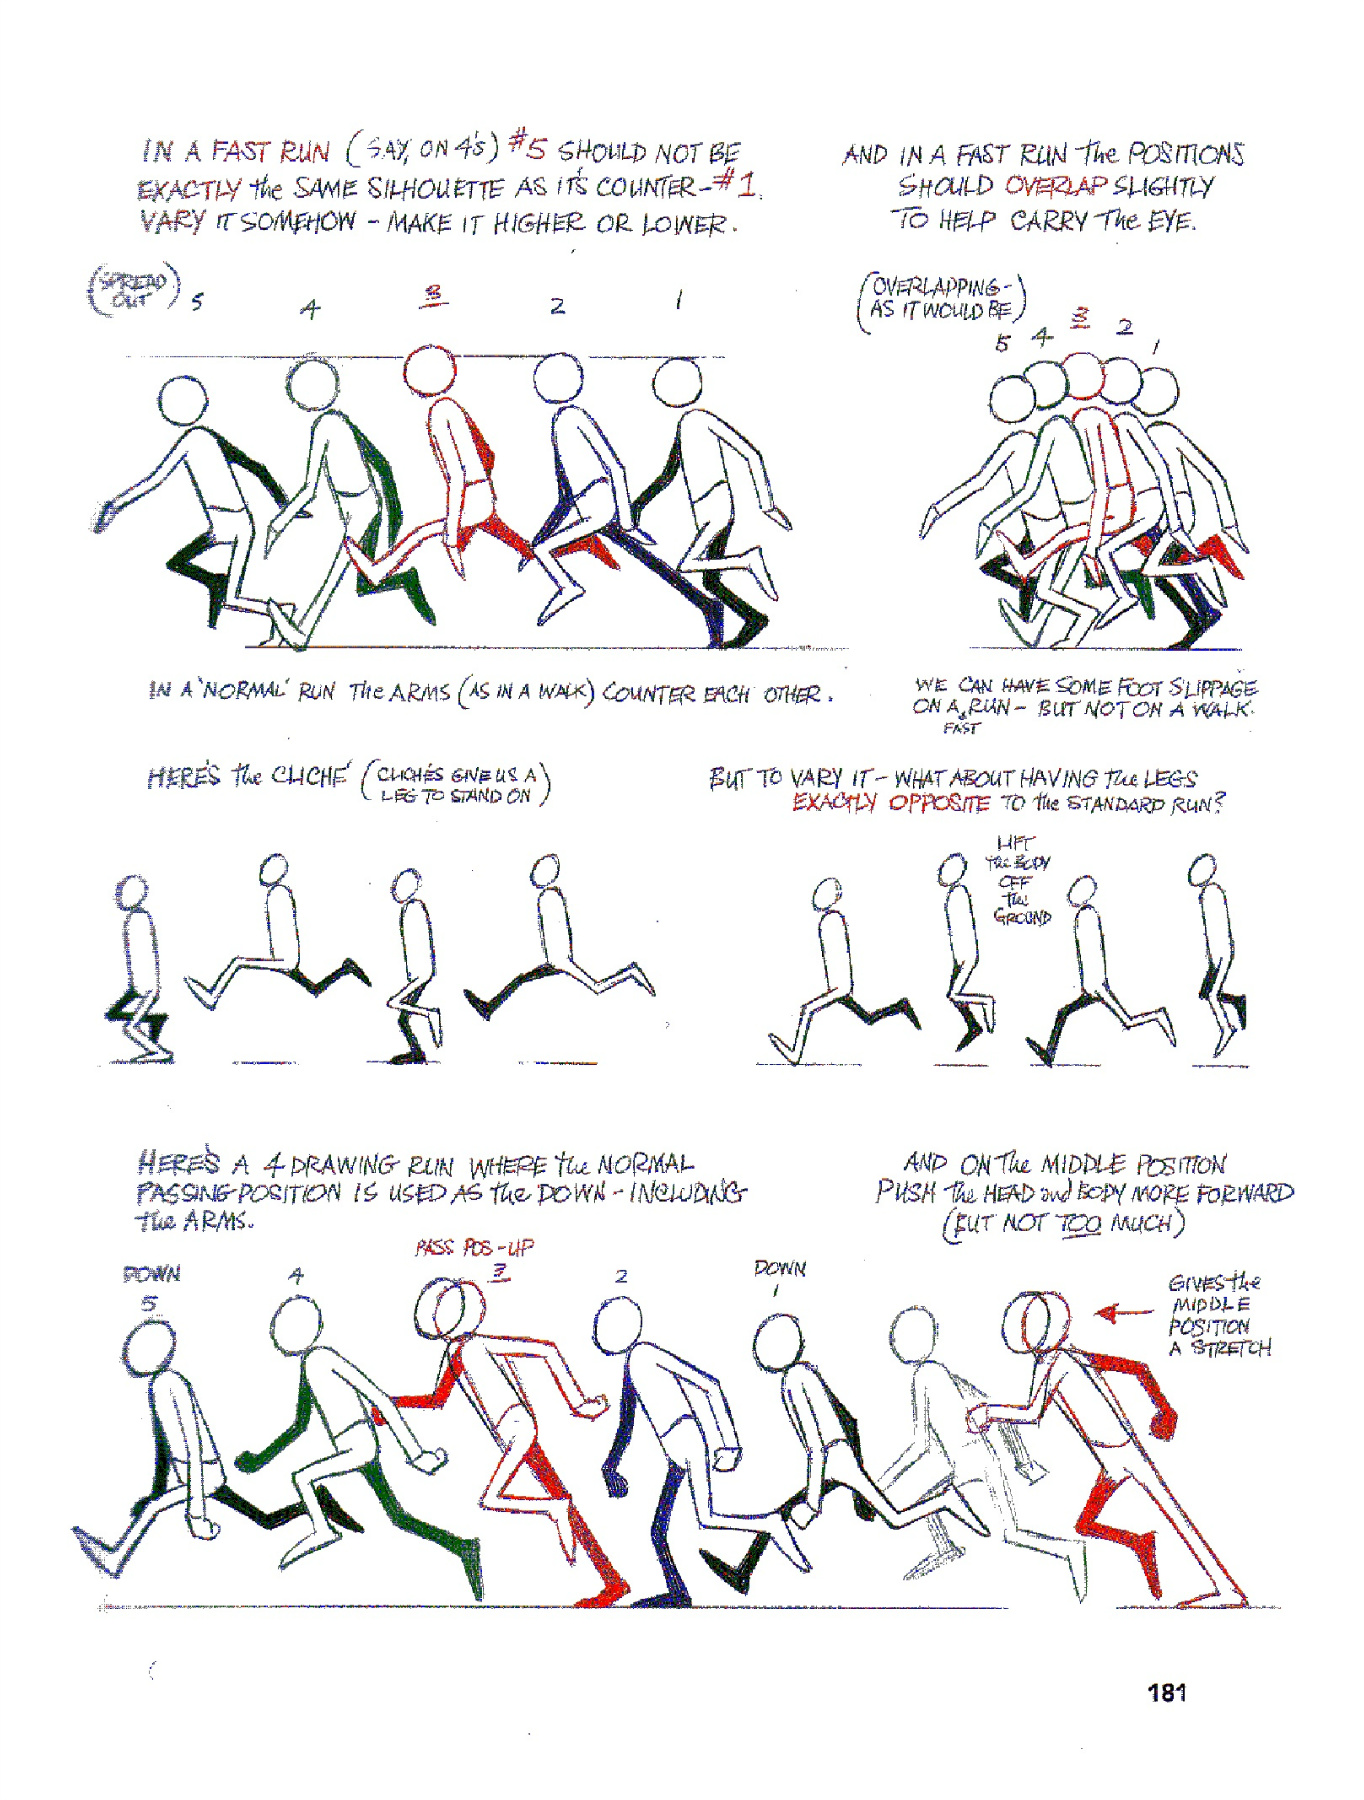 IN A FAST RUN (SAY, ON 4'S) #5 SHOULD NOT BE
EXACTLY the SAME SILHOUETTE AS IT'S COUNTER - #1.
VARY IT SOMEHOW - MAKE IT HIGHER OR LOWER.
AND IN A FAST RUN the POSITIONS
SHOULD OVERLAP SLIGHTLY
TO HELP CARRY the EYE.
(SPREAD
OUT)
5 4 3 2 1
(OVERLAPPING-
AS IT WOULD BE)
5 4 3 2 1
IN A 'NORMAL' RUN the ARMS (AS IN A WALK) COUNTER EACH OTHER.
WE CAN HAVE SOME FOOT SLIPPAGE
ON A RUN - BUT NOT ON A WALK.
FAST
HERE'S the CLICHÉ (CLICHÉS GIVE US A
LEG TO STAND ON)
BUT TO VARY IT - WHAT ABOUT HAVING the LEGS
EXACTLY OPPOSITE TO the STANDARD RUN?
LIFT
the BODY
OFF
the
GROUND
HERE'S A 4 DRAWING RUN WHERE the NORMAL
PASSING POSITION IS USED AS the DOWN - INCLUDING
the ARMS.
AND ON the MIDDLE POSITION
PUSH the HEAD and BODY MORE FORWARD
(BUT NOT TOO MUCH)
DOWN
5
4
PASS POS-UP
3
2
DOWN
1
GIVES the
MIDDLE
POSITION
A STRETCH
181